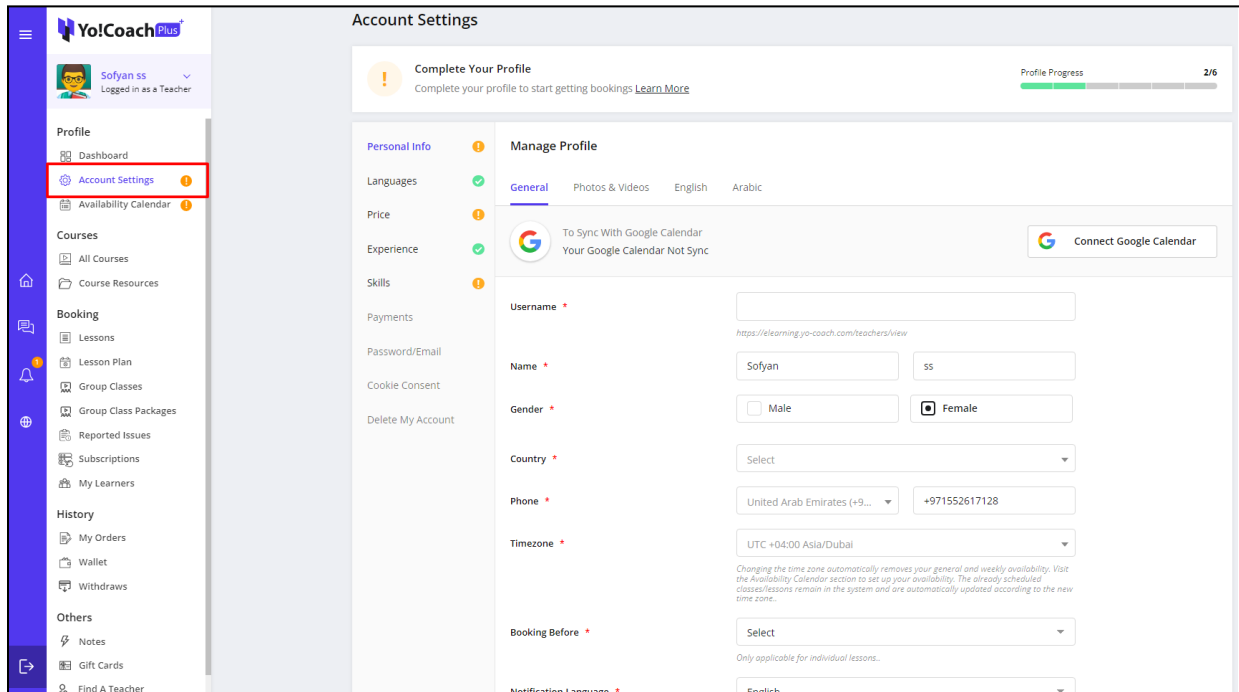 Yo!Coach Plus+
Sofyan ss
Logged in as a Teacher
Profile
Dashboard
Account Settings
Availability Calendar
Courses
All Courses
Course Resources
Booking
Lessons
Lesson Plan
Group Classes
Group Class Packages
Reported Issues
Subscriptions
My Learners
History
My Orders
Wallet
Withdraws
Others
Notes
Gift Cards
Find A Teacher
1
Account Settings
Complete Your Profile
Complete your profile to start getting bookings Learn More
Profile Progress 2/6
Personal Info
Languages
Price
Experience
Skills
Payments
Password/Email
Cookie Consent
Delete My Account
Manage Profile
General Photos & Videos English Arabic
To Sync With Google Calendar
Your Google Calendar Not Sync
Connect Google Calendar
Username *
https://elearning.yo-coach.com/teachers/view
Name * Sofyan ss
Gender * Male Female
Country * Select
Phone * United Arab Emirates (+9... +971552617128
Timezone * UTC +04:00 Asia/Dubai
Changing the time zone automatically removes your general and weekly availability. Visit
the Availability Calendar section to set up your availability. The already scheduled
classes/lessons remain in the system and are automatically updated according to the new
time zone..
Booking Before * Select
Only applicable for individual lessons..
Notification Language * English